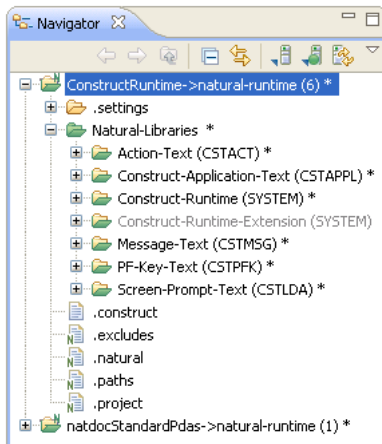 Navigator
ConstructRuntime->natural-runtime (6) *
.settings
Natural-Libraries *
Action-Text (CSTACT) *
Construct-Application-Text (CSTAPPL) *
Construct-Runtime (SYSTEM) *
Construct-Runtime-Extension (SYSTEM)
Message-Text (CSTMSG) *
PF-Key-Text (CSTPFK) *
Screen-Prompt-Text (CSTLDA) *
.construct
.excludes
.natural
.paths
.project
natdocStandardPdas->natural-runtime (1) *